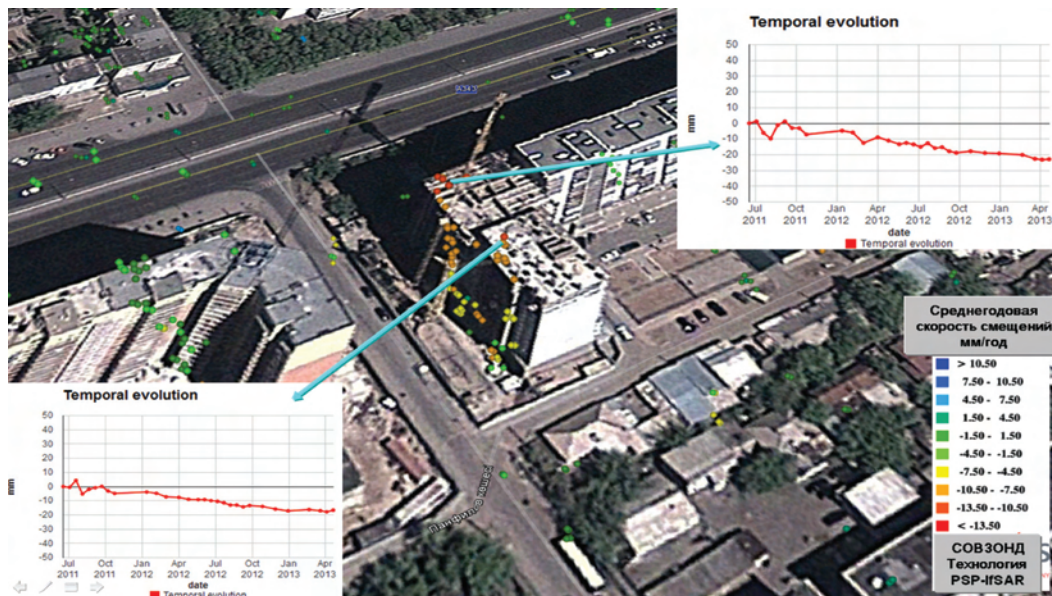 Temporal evolution
50
40
30
20
10
0
-10
-20
-30
-40
-50
mm
Jul 2011
Oct 2011
Jan 2012
Apr 2012
Jul 2012
Oct 2012
Jan 2013
Apr 2013
date
Temporal evolution
Среднегодовая
скорость смещений
мм/год
> 10.50
7.50 - 10.50
4.50 - 7.50
1.50 - 4.50
-1.50 - 1.50
-4.50 - -1.50
-7.50 - -4.50
-10.50 - -7.50
-13.50 - -10.50
< -13.50
СОВЗОНД
Технология
PSP-IfSAR
Temporal evolution
50
40
30
20
10
0
-10
-20
-30
-40
-50
mm
Jul 2011
Oct 2011
Jan 2012
Apr 2012
Jul 2012
Oct 2012
Jan 2013
Apr 2013
date
Temporal evolution